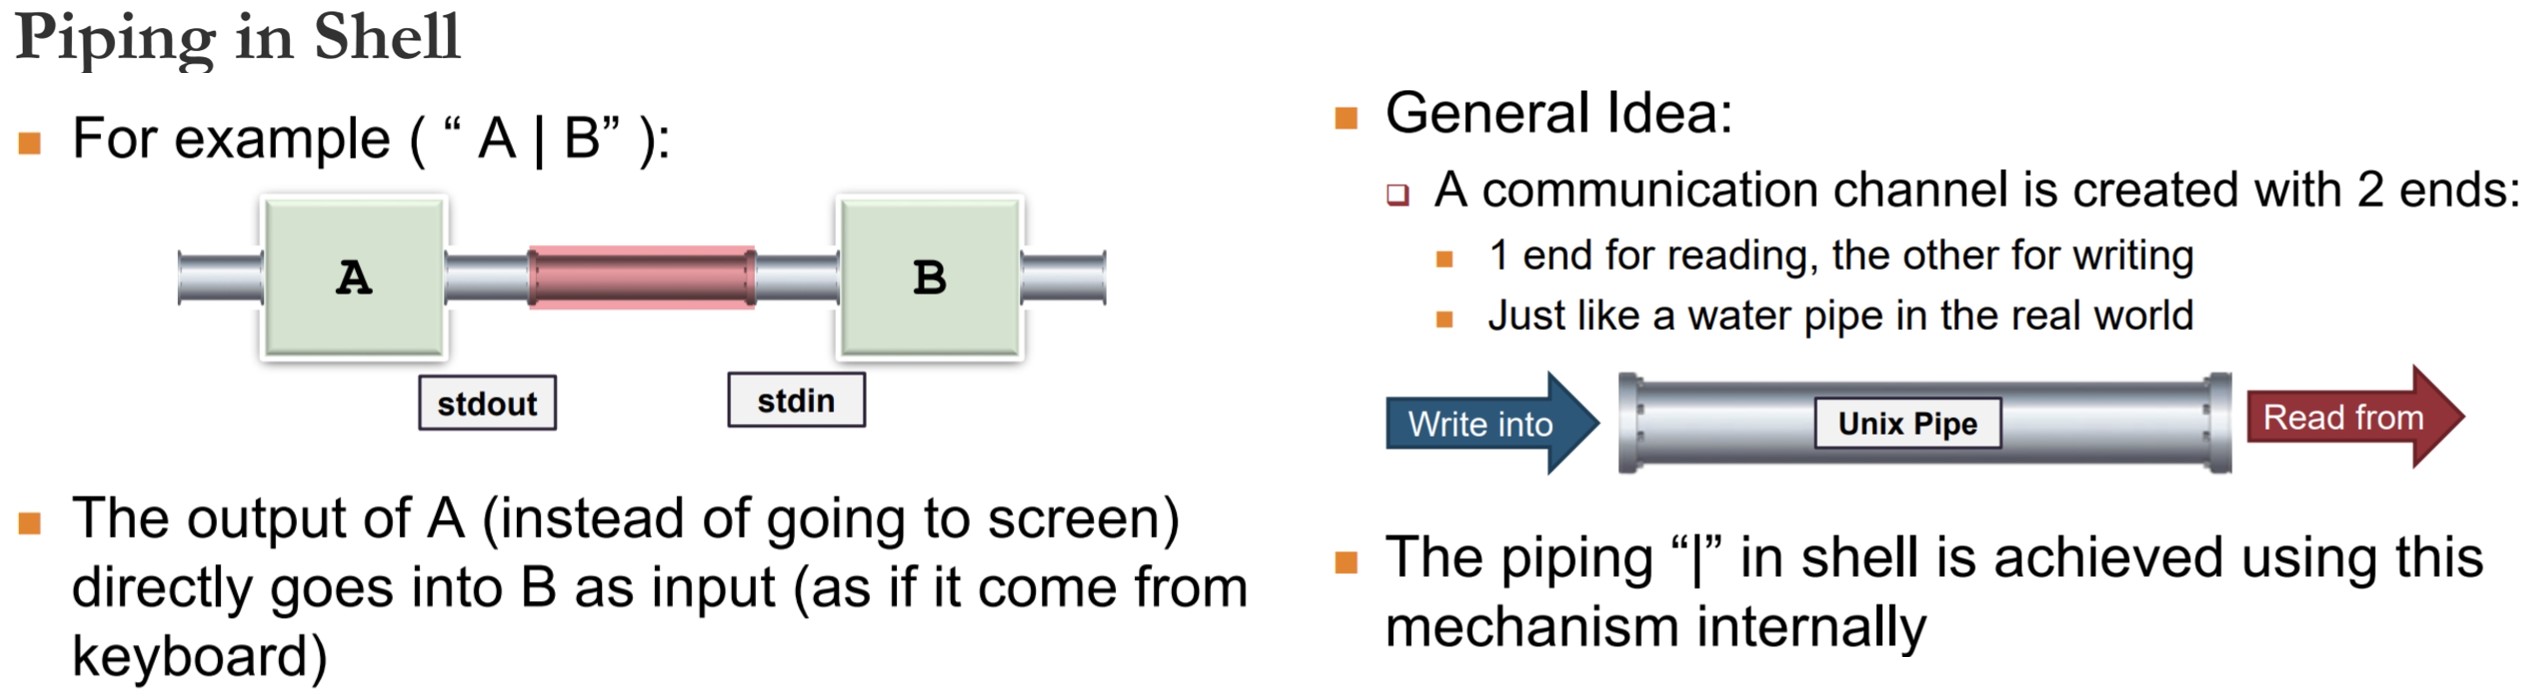 Piping in Shell
For example ( “ A | B” ):
A
B
stdout
stdin
The output of A (instead of going to screen)
directly goes into B as input (as if it come from
keyboard)
General Idea:
A communication channel is created with 2 ends:
1 end for reading, the other for writing
Just like a water pipe in the real world
Write into
Unix Pipe
Read from
The piping “|” in shell is achieved using this
mechanism internally